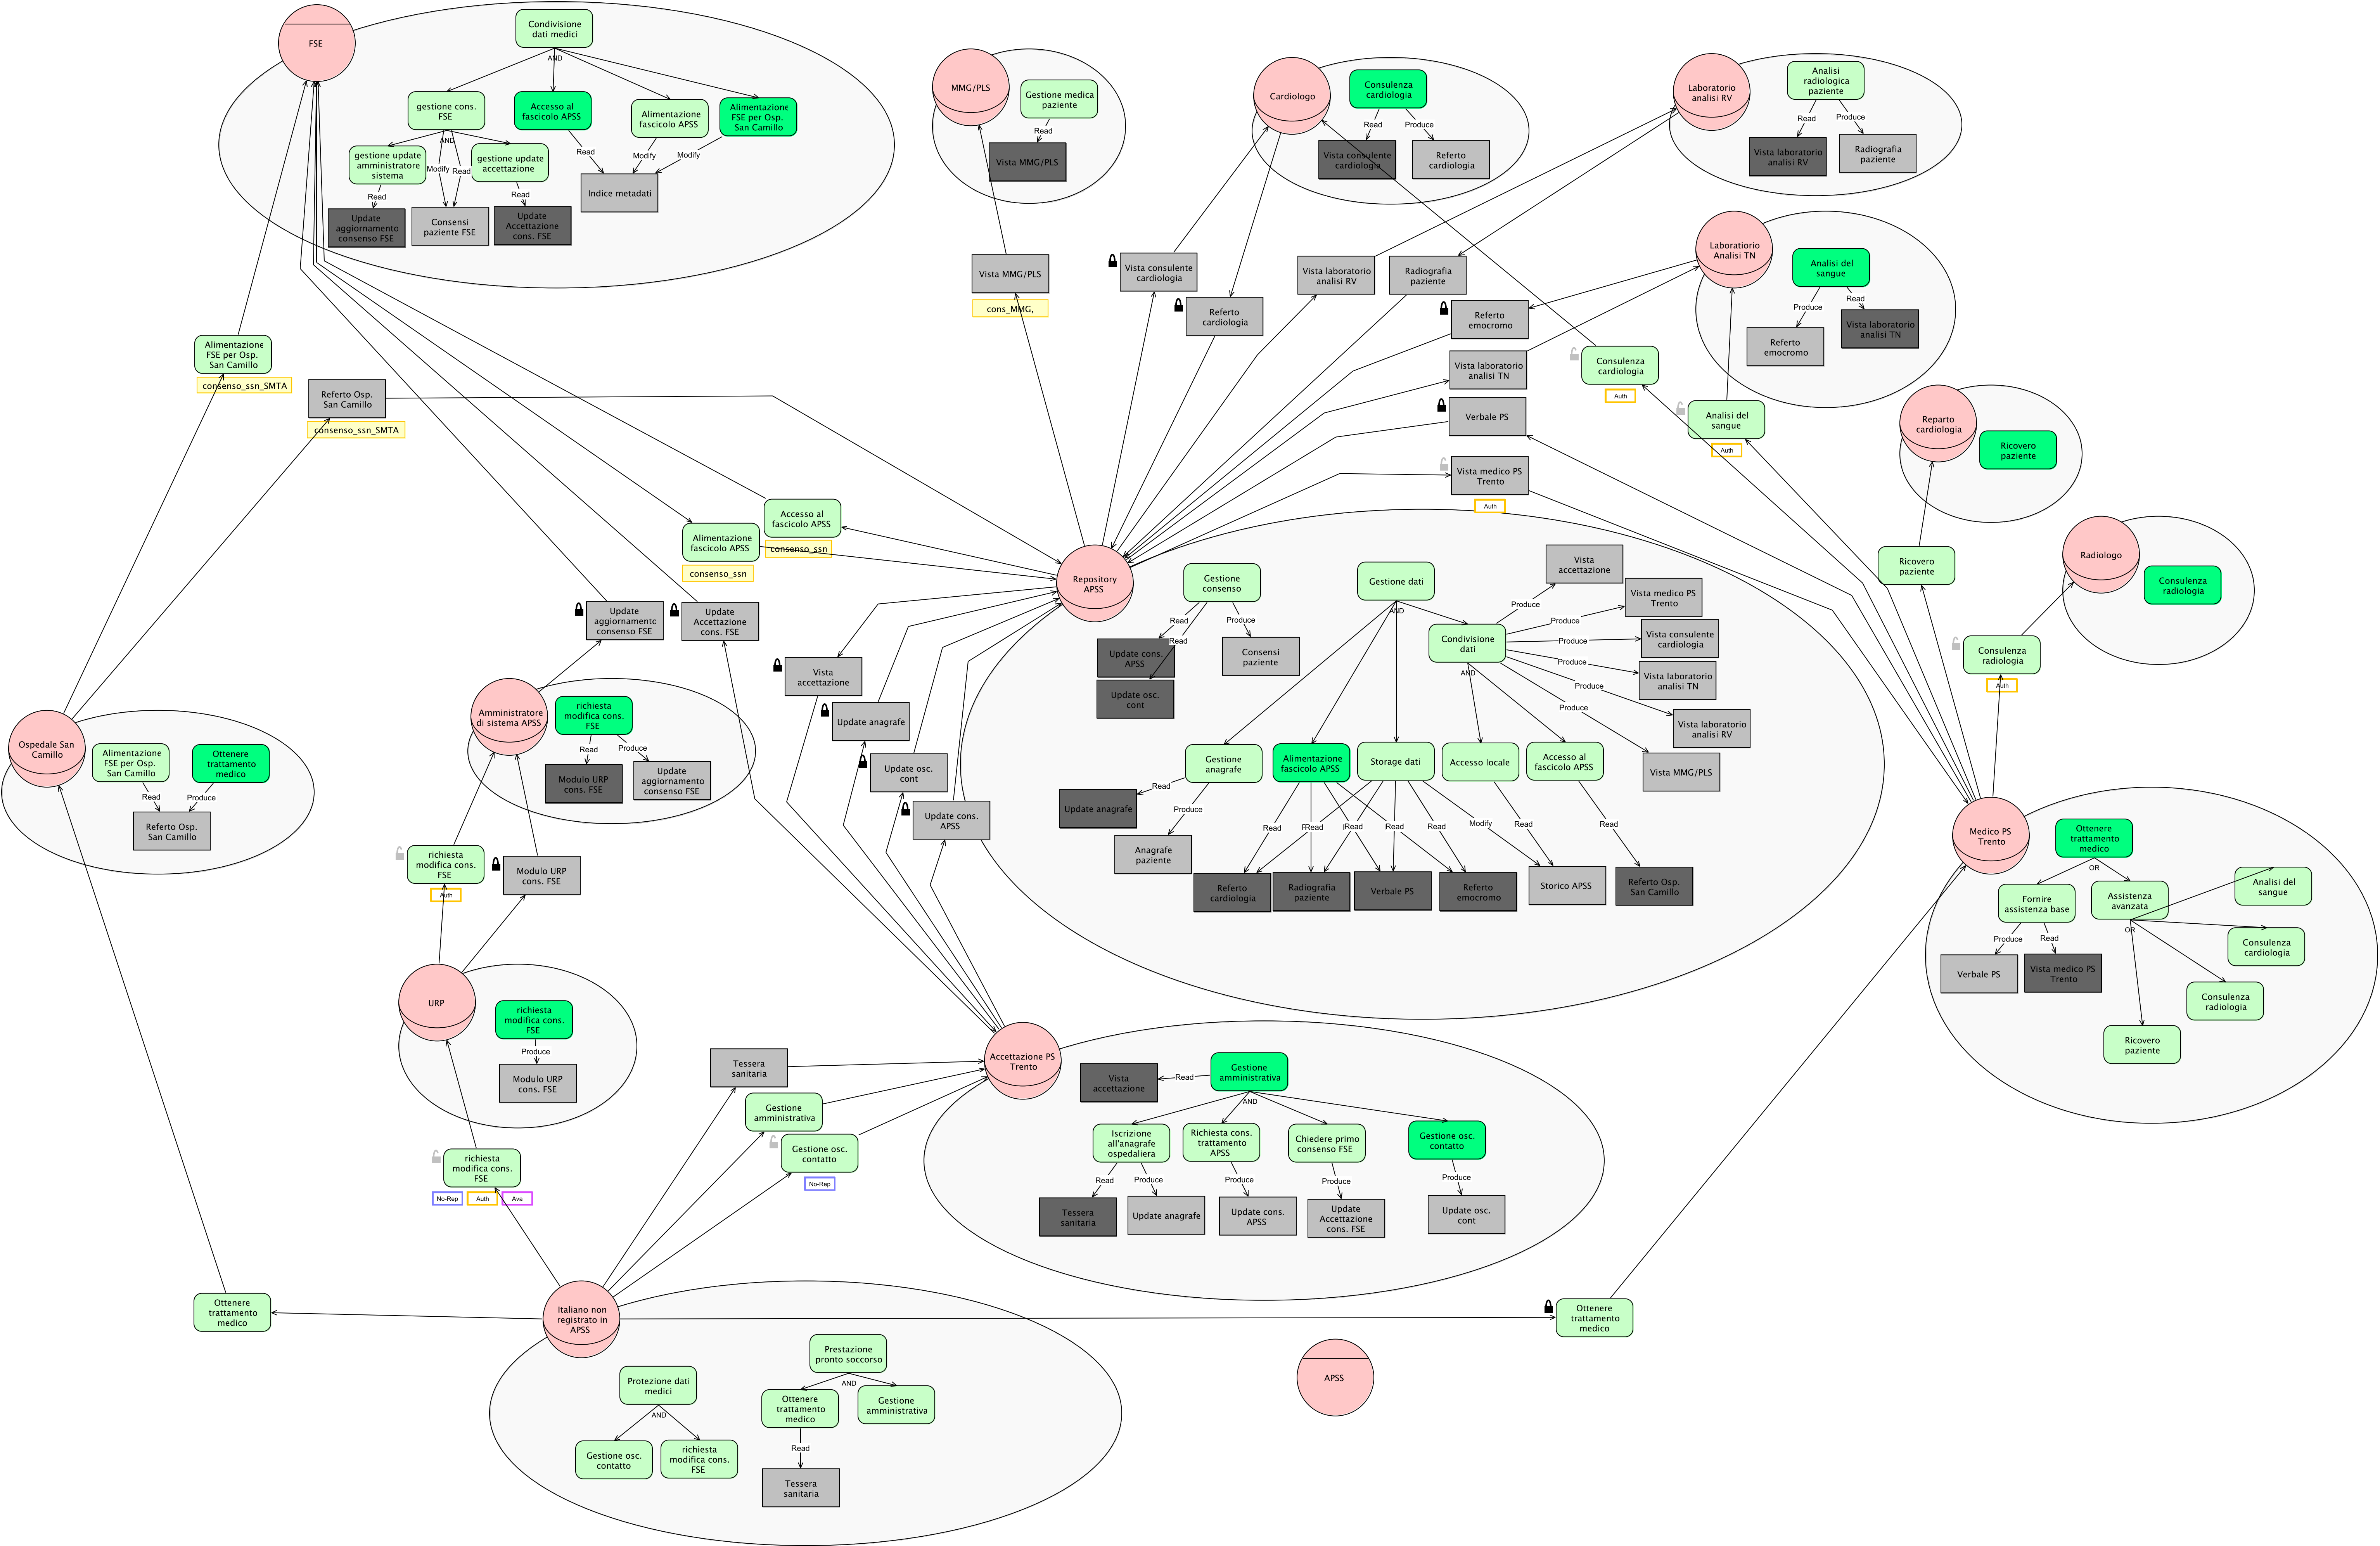 FSE
Condivisione
dati medici
AND
gestione cons.
FSE
Accesso al
fascicolo APSS
Alimentazione
fascicolo APSS
Alimentazione
FSE per Osp.
San Camillo
AND
gestione update
amministratore
sistema
gestione update
accettazione
Modify
Read
Read
Modify
Modify
Read
Read
Update
aggiornamento
consenso FSE
Consensi
paziente FSE
Update
Accettazione
cons. FSE
Indice metadati
MMG/PLS
Gestione medica
paziente
Read
Vista MMG/PLS
Cardiologo
Consulenza
cardiologia
Read
Produce
Vista consulente
cardiologia
Referto
cardiologia
Laboratorio
analisi RV
Analisi
radiologica
paziente
Read
Produce
Vista laboratorio
analisi RV
Radiografia
paziente
Laboratiorio
Analisi TN
Analisi del
sangue
Produce
Read
Referto
emocromo
Vista laboratorio
analisi TN
Vista MMG/PLS
cons_MMG,
Vista consulente
cardiologia
Referto
cardiologia
Vista laboratorio
analisi RV
Radiografia
paziente
Referto
emocromo
Vista laboratorio
analisi TN
Verbale PS
Vista medico PS
Trento
Auth
Consulenza
cardiologia
Auth
Analisi del
sangue
Auth
Reparto
cardiologia
Ricovero
paziente
Ricovero
paziente
Radiologo
Consulenza
radiologia
Consulenza
radiologia
Auth
Alimentazione
FSE per Osp.
San Camillo
consenso_ssn_SMTA
Referto Osp.
San Camillo
consenso_ssn_SMTA
Accesso al
fascicolo APSS
consenso_ssn
Alimentazione
fascicolo APSS
consenso_ssn
Update
aggiornamento
consenso FSE
Update
Accettazione
cons. FSE
Vista
accettazione
Update anagrafe
Update osc.
cont
Update cons.
APSS
Repository
APSS
Gestione
consenso
Read
Read
Produce
Update cons.
APSS
Update osc.
cont
Consensi
paziente
Gestione dati
AND
Condivisione
dati
AND
Produce
Produce
Produce
Produce
Produce
Produce
Vista
accettazione
Vista medico PS
Trento
Vista consulente
cardiologia
Vista laboratorio
analisi TN
Vista laboratorio
analisi RV
Vista MMG/PLS
Gestione
anagrafe
Alimentazione
fascicolo APSS
Storage dati
Accesso locale
Accesso al
fascicolo APSS
Read
Produce
Update anagrafe
Anagrafe
paziente
Read
Read
Read
Read
Read
Modify
Read
Read
Referto
cardiologia
Radiografia
paziente
Verbale PS
Referto
emocromo
Storico APSS
Referto Osp.
San Camillo
Ospedale San
Camillo
Alimentazione
FSE per Osp.
San Camillo
Ottenere
trattamento
medico
Read
Produce
Referto Osp.
San Camillo
Amministratore
di sistema APSS
richiesta
modifica cons.
FSE
Read
Produce
Modulo URP
cons. FSE
Update
aggiornamento
consenso FSE
richiesta
modifica cons.
FSE
Auth
Modulo URP
cons. FSE
URP
richiesta
modifica cons.
FSE
Produce
Modulo URP
cons. FSE
richiesta
modifica cons.
FSE
No-Rep
Auth
Ava
Tessera
sanitaria
Gestione
amministrativa
Gestione osc.
contatto
No-Rep
Accettazione PS
Trento
Vista
accettazione
Read
Gestione
amministrativa
AND
Iscrizione
all'anagrafe
ospedaliera
Richiesta cons.
trattamento
APSS
Chiedere primo
consenso FSE
Gestione osc.
contatto
Read
Produce
Produce
Produce
Produce
Tessera
sanitaria
Update anagrafe
Update cons.
APSS
Update
Accettazione
cons. FSE
Update osc.
cont
Medico PS
Trento
Ottenere
trattamento
medico
OR
Fornire
assistenza base
Assistenza
avanzata
OR
Analisi del
sangue
Produce
Read
Verbale PS
Vista medico PS
Trento
Consulenza
cardiologia
Consulenza
radiologia
Ricovero
paziente
Ottenere
trattamento
medico
Italiano non
registrato in
APSS
Ottenere
trattamento
medico
Protezione dati
medici
AND
Gestione osc.
contatto
richiesta
modifica cons.
FSE
Prestazione
pronto soccorso
AND
Ottenere
trattamento
medico
Gestione
amministrativa
Read
Tessera
sanitaria
APSS